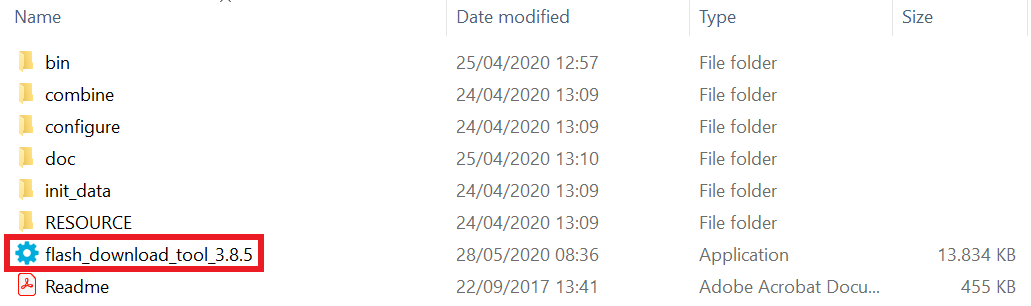 Name Date modified Type Size
bin 25/04/2020 12:57 File folder
combine 24/04/2020 13:09 File folder
configure 24/04/2020 13:09 File folder
doc 25/04/2020 13:10 File folder
init_data 24/04/2020 13:09 File folder
RESOURCE 24/04/2020 13:09 File folder
flash_download_tool_3.8.5 28/05/2020 08:36 Application 13.834 KB
Readme 22/09/2017 13:41 Adobe Acrobat Docu... 455 KB